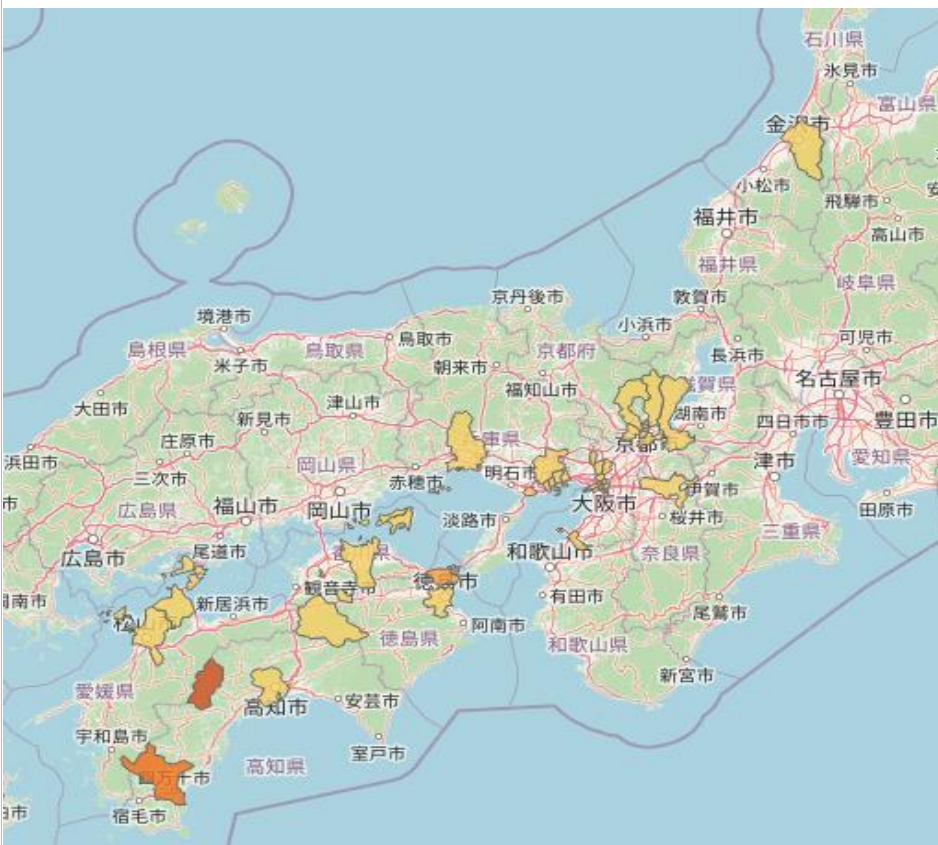 石川県
氷見市
富山県
金沢市
小松市
飛騨市
福井市
高山市
福井県
岐阜県
京丹後市
敦賀市
境港市
小浜市
可児市
島根県
鳥取県
鳥取市
京都府
長浜市
米子市
朝来市
名古屋市
福知山市
滋賀県
大田市
津山市
湖南市
四日市市
豊田市
新見市
庄原市
兵庫県
浜田市
岡山県
明石市
津市
愛知県
三次市
赤穂市
伊賀市
広島県
福山市
岡山市
大阪市
田原市
淡路市
桜井市
三重県
広島市
尾道市
和歌山市
奈良県
徳島市
観音寺市
新居浜市
有田市
尾鷲市
阿南市
徳島県
和歌山県
新宮市
愛媛県
高知市
安芸市
宇和島市
室戸市
高知県
四万十市
宿毛市